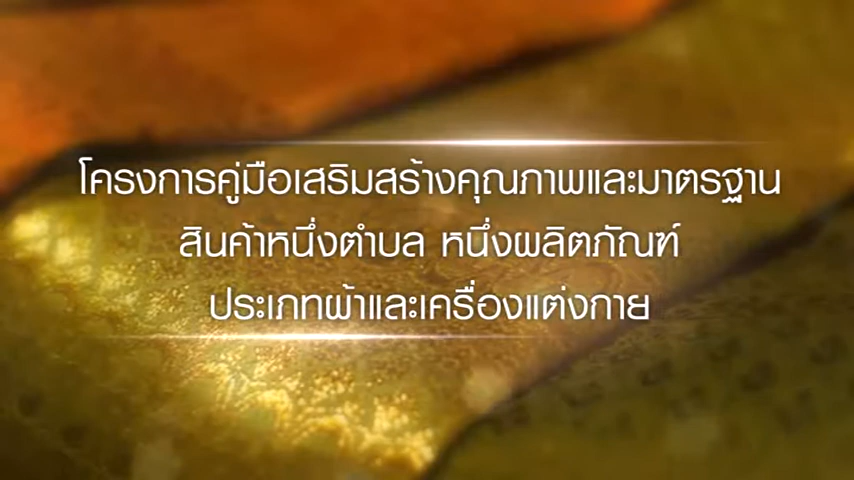 โครงการคู่มือเสริมสร้างคุณภาพและมาตรฐาน
สินค้าหนึ่งตำบล หนึ่งผลิตภัณฑ์
ประเภทผ้าและเครื่องแต่งกาย